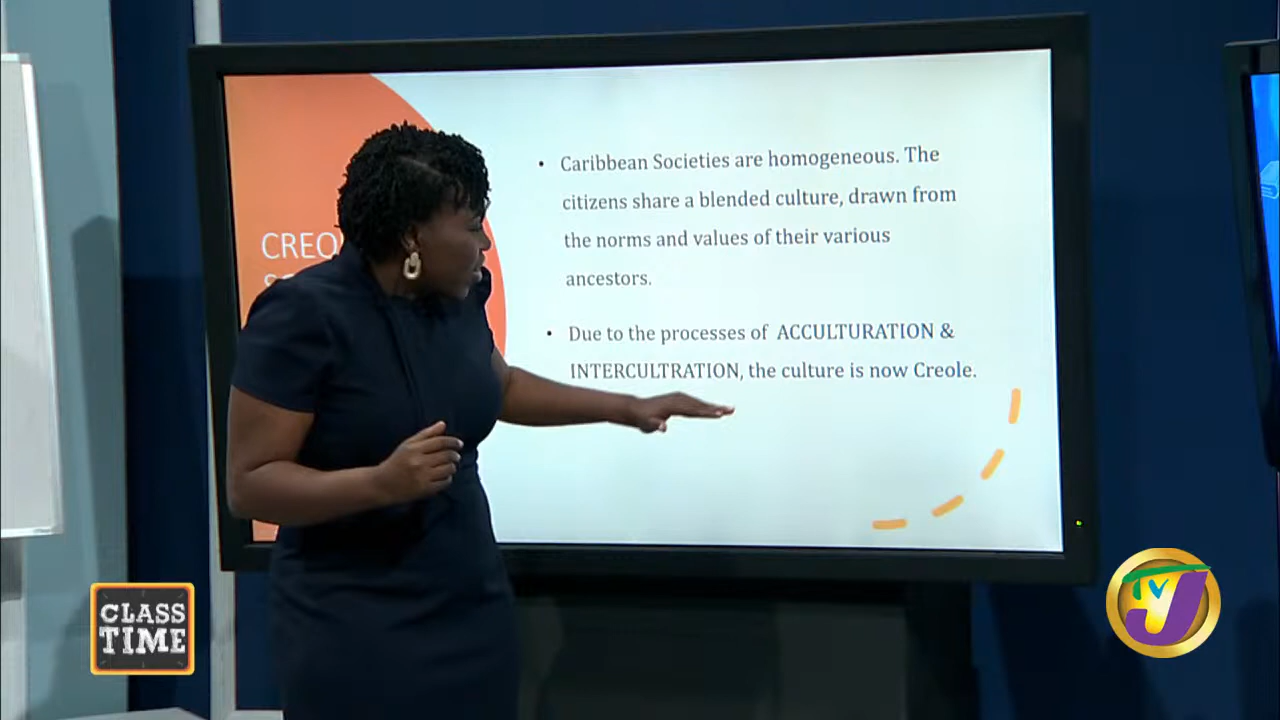 • Caribbean Societies are homogeneous. The
citizens share a blended culture, drawn from
the norms and values of their various
ancestors.
• Due to the processes of ACCULTURATION &
INTERCULTRATION, the culture is now Creole.
CLASS
TIME
TVJ